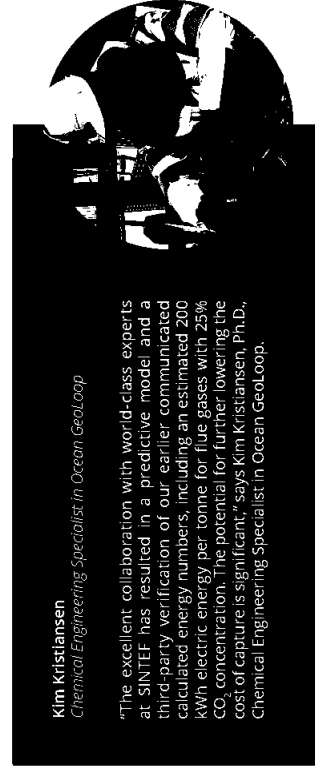 Kim Kristiansen
Chemical Engineering Specialist in Ocean GeoLoop
"The excellent collaboration with world-class experts
at SINTEF has resulted in a predictive model and a
third-party verification of our earlier communicated
calculated energy numbers, including an estimated 200
kWh electric energy per tonne for flue gases with 25%
CO₂ concentration. The potential for further lowering the
cost of capture is significant," says Kim Kristiansen, Ph.D.,
Chemical Engineering Specialist in Ocean GeoLoop.